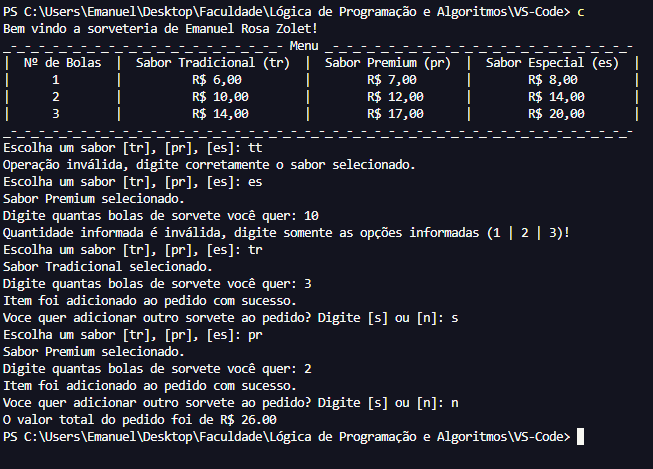 PS C:\Users\Emanuel\Desktop\Faculdade\Lógica de Programação e Algoritmos\VS-Code> c
Bem vindo a sorveteria de Emanuel Rosa Zolet!
_-_-_-_-_-_-_-_-_-_-_-_-_-_-_-_-_-_- Menu _-_-_-_-_-_-_-_-_-_-_-_-_-_-_-_-_-_-_-
|  Nº de Bolas  |  Sabor Tradicional (tr)  |  Sabor Premium (pr)  |  Sabor Especial (es)  |
|       1       |         R$ 6,00          |       R$ 7,00        |        R$ 8,00        |
|       2       |         R$ 10,00         |       R$ 12,00       |        R$ 14,00       |
|       3       |         R$ 14,00         |       R$ 17,00       |        R$ 20,00       |
_-_-_-_-_-_-_-_-_-_-_-_-_-_-_-_-_-_-_-_-_-_-_-_-_-_-_-_-_-_-_-_-_-_-_-_-_-_-_-_-
Escolha um sabor [tr], [pr], [es]: tt
Operação inválida, digite corretamente o sabor selecionado.
Escolha um sabor [tr], [pr], [es]: es
Sabor Premium selecionado.
Digite quantas bolas de sorvete você quer: 10
Quantidade informada é inválida, digite somente as opções informadas (1 | 2 | 3)!
Escolha um sabor [tr], [pr], [es]: tr
Sabor Tradicional selecionado.
Digite quantas bolas de sorvete você quer: 3
Item foi adicionado ao pedido com sucesso.
Voce quer adicionar outro sorvete ao pedido? Digite [s] ou [n]: s
Escolha um sabor [tr], [pr], [es]: pr
Sabor Premium selecionado.
Digite quantas bolas de sorvete você quer: 2
Item foi adicionado ao pedido com sucesso.
Voce quer adicionar outro sorvete ao pedido? Digite [s] ou [n]: n
O valor total do pedido foi de R$ 26.00
PS C:\Users\Emanuel\Desktop\Faculdade\Lógica de Programação e Algoritmos\VS-Code>